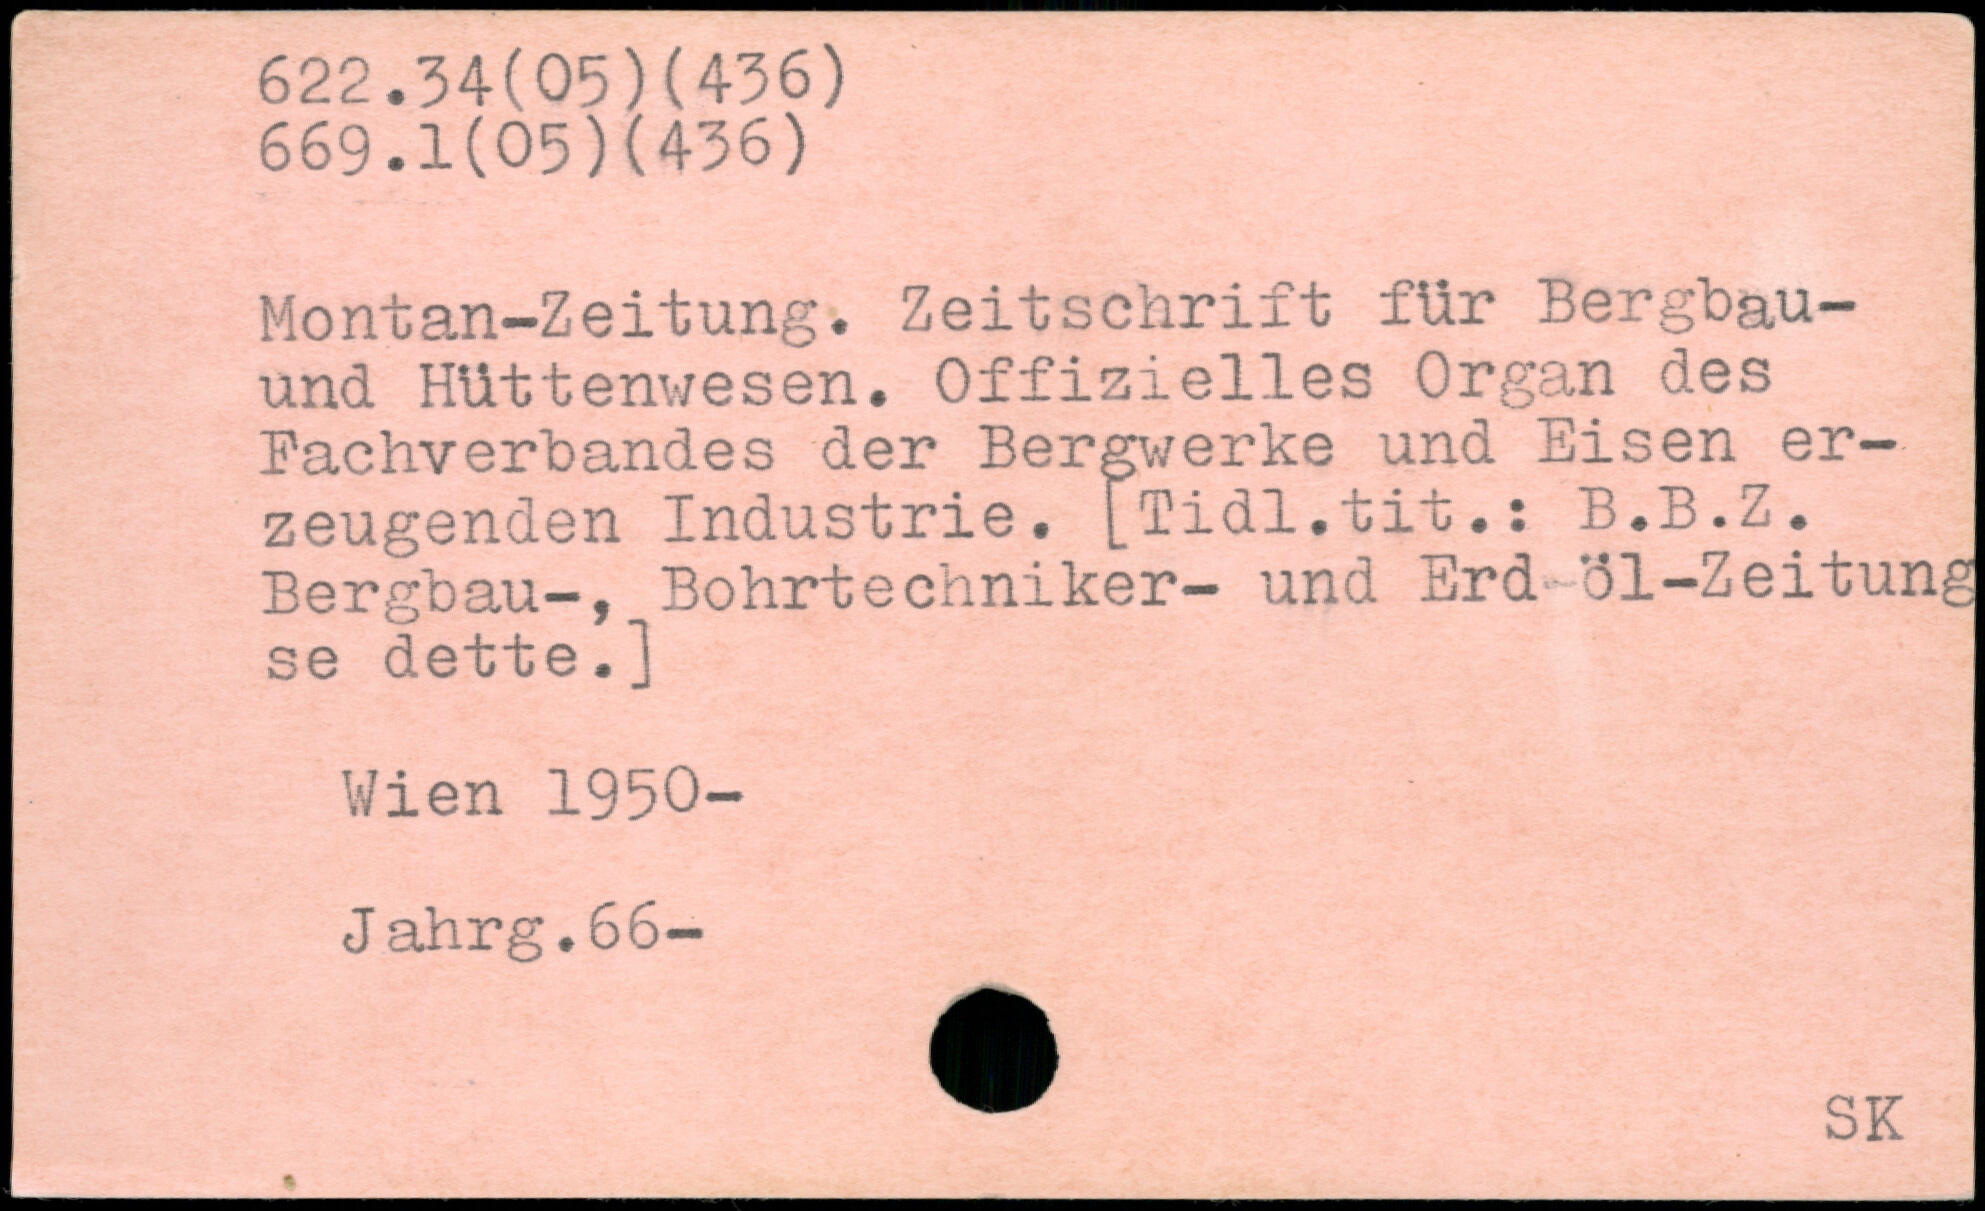 622.34(05)(436)
669.1(05)(436)
Montan-Zeitung. Zeitschrift für Bergbau-
und Hüttenwesen. Offizielles Organ des
Fachverbandes der Bergwerke und Eisen er-
zeugenden Industrie. [Tidl.tit.: B.B.Z.
Bergbau-, Bohrtechniker- und Erd-öl-Zeitung
se dette.]
Wien 1950-
Jahrg.66-
SK